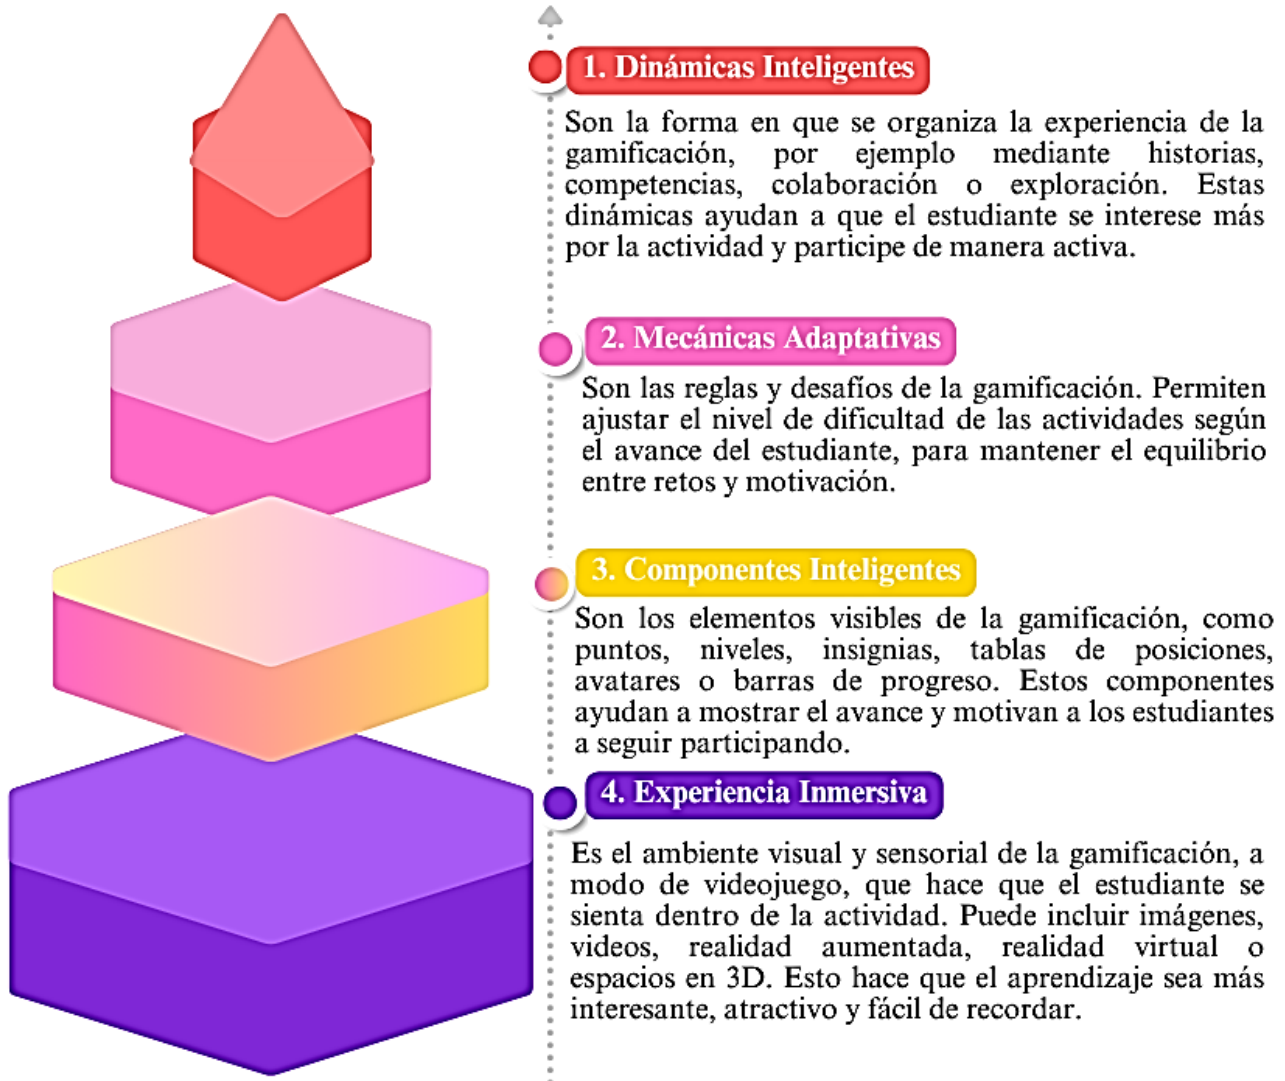 1. Dinámicas Inteligentes
Son la forma en que se organiza la experiencia de la
gamificación, por ejemplo mediante historias,
competencias, colaboración o exploración. Estas
dinámicas ayudan a que el estudiante se interese más
por la actividad y participe de manera activa.
2. Mecánicas Adaptativas
Son las reglas y desafíos de la gamificación. Permiten
ajustar el nivel de dificultad de las actividades según
el avance del estudiante, para mantener el equilibrio
entre retos y motivación.
3. Componentes Inteligentes
Son los elementos visibles de la gamificación, como
puntos, niveles, insignias, tablas de posiciones,
avatares o barras de progreso. Estos componentes
ayudan a mostrar el avance y motivan a los estudiantes
a seguir participando.
4. Experiencia Inmersiva
Es el ambiente visual y sensorial de la gamificación, a
modo de videojuego, que hace que el estudiante se
sienta dentro de la actividad. Puede incluir imágenes,
videos, realidad aumentada, realidad virtual o
espacios en 3D. Esto hace que el aprendizaje sea más
interesante, atractivo y fácil de recordar.